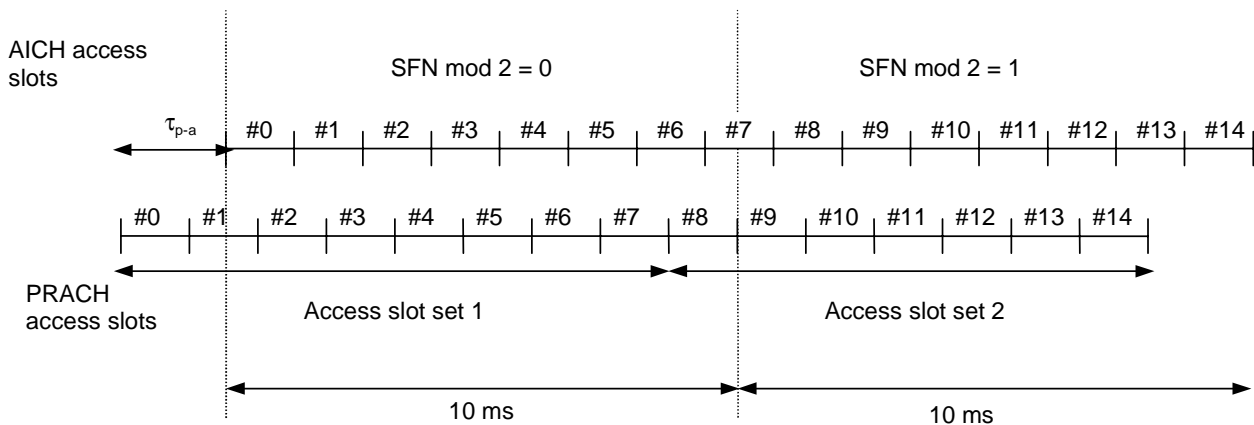 AICH access
slots
SFN mod 2 = 0
SFN mod 2 = 1
τp-a
#0 #1 #2 #3 #4 #5 #6 #7 #8 #9 #10 #11 #12 #13 #14
#0 #1 #2 #3 #4 #5 #6 #7 #8 #9 #10 #11 #12 #13 #14
PRACH
access slots
Access slot set 1
Access slot set 2
10 ms
10 ms